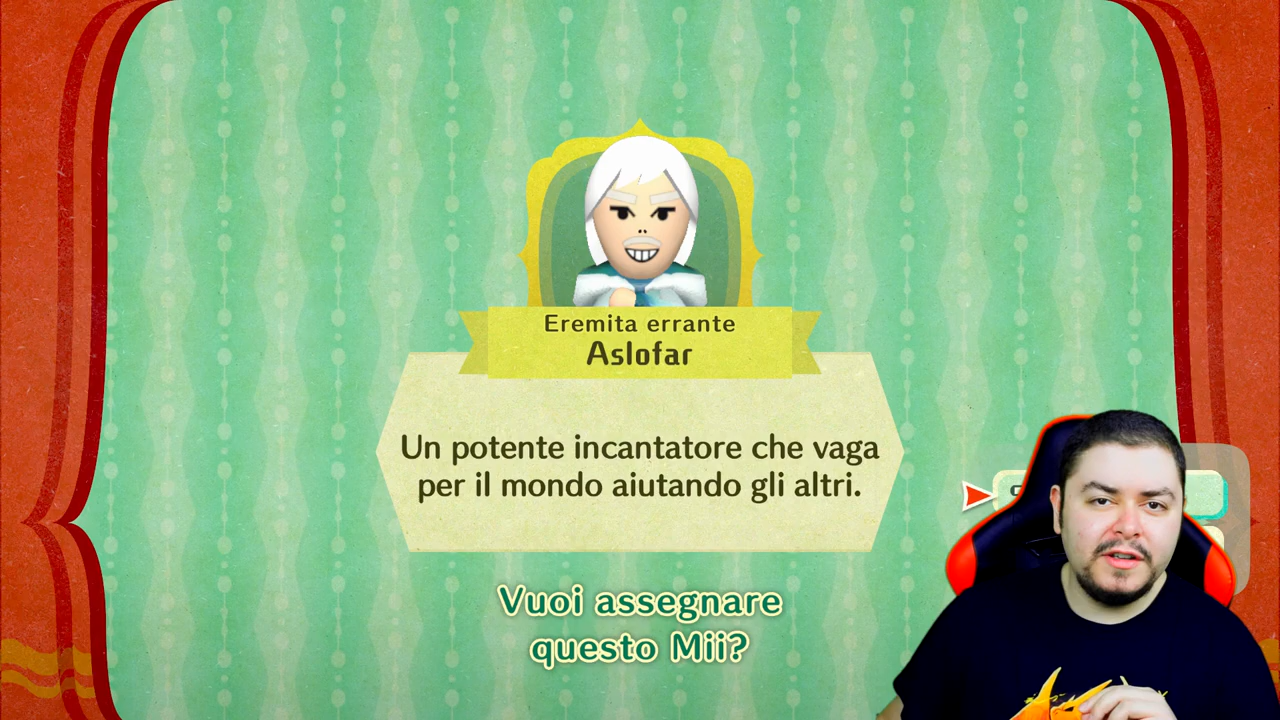 Eremita errante
Aslofar
Un potente incantatore che vaga
per il mondo aiutando gli altri.
Vuoi assegnare
questo Mii?